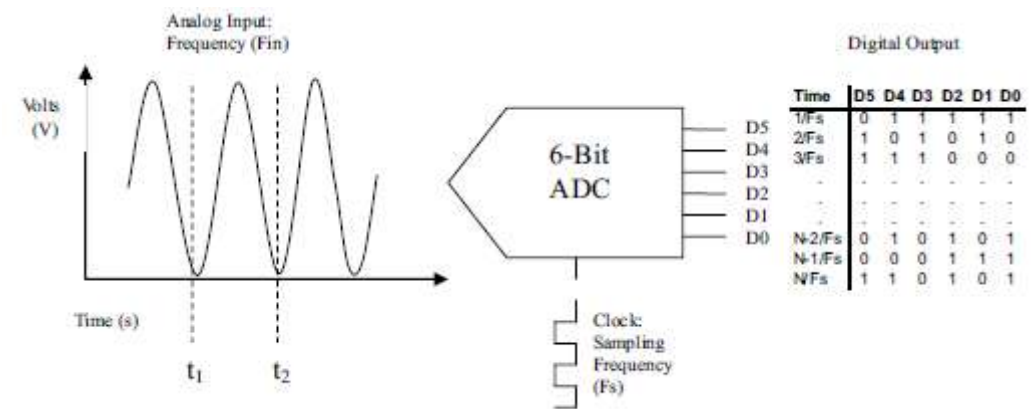 Analog Input:
Frequency (Fin)
Volts
(V)
Time (s)
t1
t2
6-Bit
ADC
D5
D4
D3
D2
D1
D0
Clock:
Sampling
Frequency
(Fs)
Digital Output
Time D5 D4 D3 D2 D1 D0
1/Fs 0 1 1 1 1 1
2/Fs 1 0 1 0 1 0
3/Fs 1 1 1 0 0 0
- - - - - - -
- - - - - - -
- - - - - - -
N-2/Fs 0 1 0 1 0 1
N-1/Fs 0 0 0 1 1 1
N/Fs 1 1 0 1 0 1